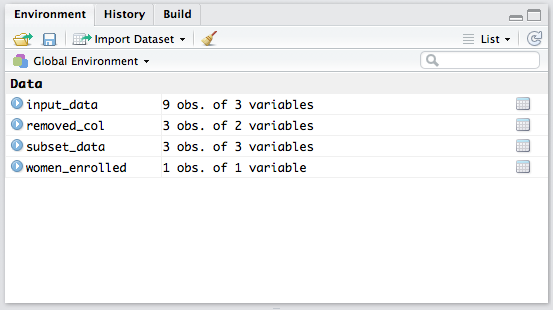 Environment History Build
Import Dataset List
Global Environment
Data
input_data 9 obs. of 3 variables
removed_col 3 obs. of 2 variables
subset_data 3 obs. of 3 variables
women_enrolled 1 obs. of 1 variable